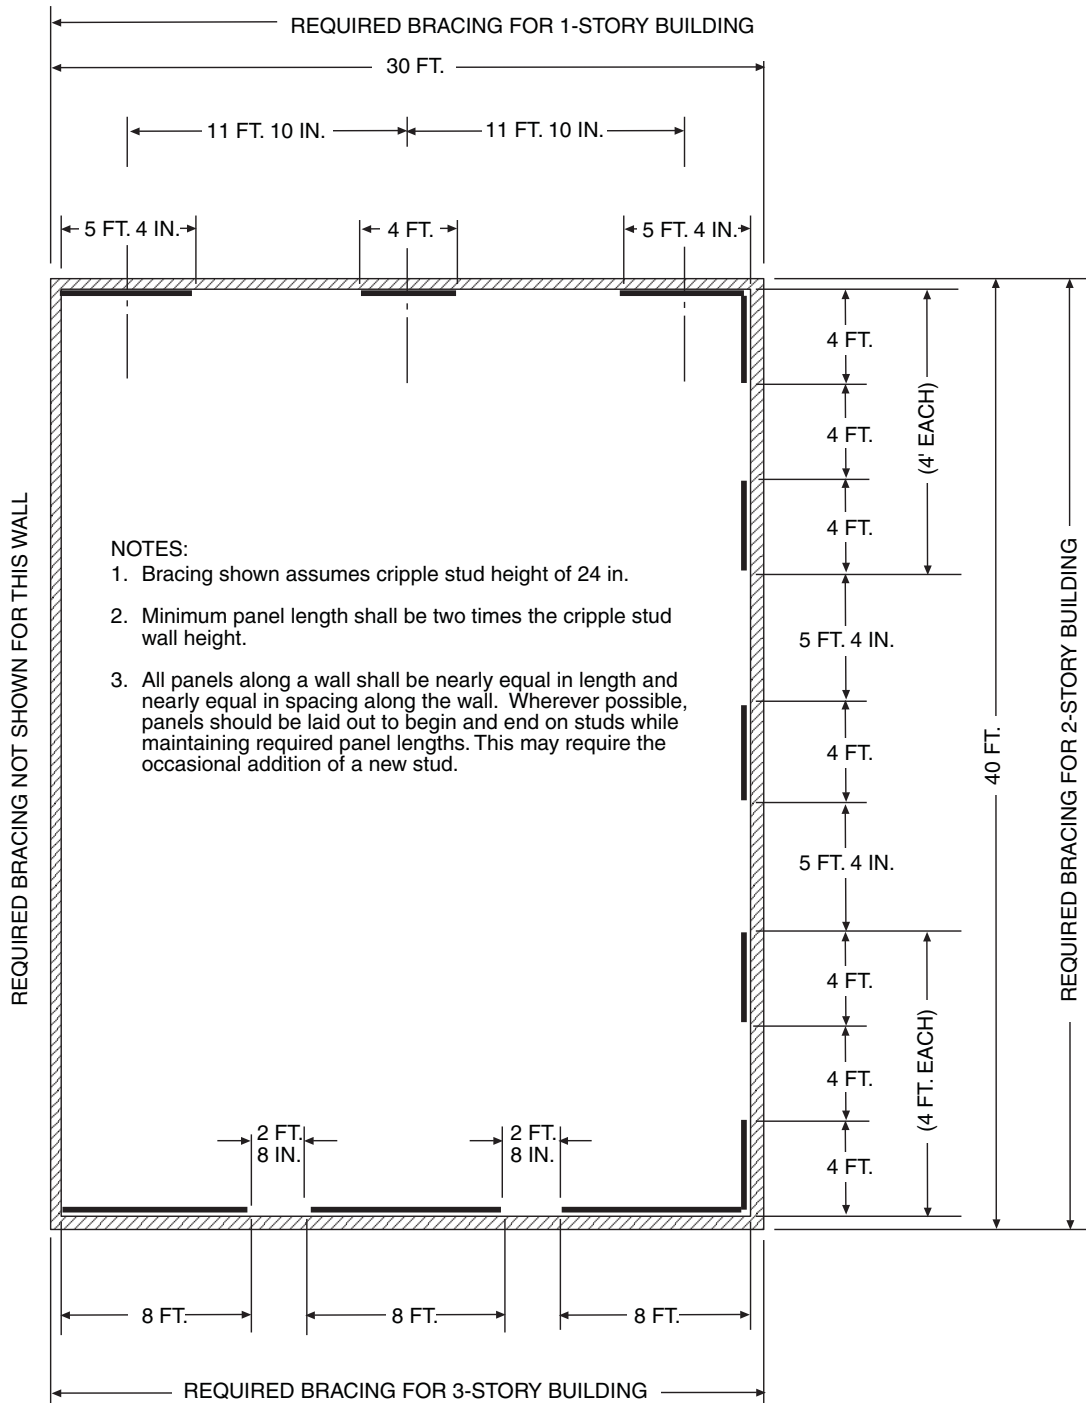 REQUIRED BRACING FOR 1-STORY BUILDING
30 FT.
11 FT. 10 IN.
11 FT. 10 IN.
5 FT. 4 IN.
4 FT.
5 FT. 4 IN.
4 FT.
4 FT.
(4' EACH)
4 FT.
REQUIRED BRACING NOT SHOWN FOR THIS WALL
NOTES:
1. Bracing shown assumes cripple stud height of 24 in.
2. Minimum panel length shall be two times the cripple stud
wall height.
3. All panels along a wall shall be nearly equal in length and
nearly equal in spacing along the wall. Wherever possible,
panels should be laid out to begin and end on studs while
maintaining required panel lengths. This may require the
occasional addition of a new stud.
5 FT. 4 IN.
4 FT.
40 FT.
REQUIRED BRACING FOR 2-STORY BUILDING
5 FT. 4 IN.
4 FT.
4 FT.
(4 FT. EACH)
4 FT.
2 FT.
8 IN.
2 FT.
8 IN.
8 FT.
8 FT.
8 FT.
REQUIRED BRACING FOR 3-STORY BUILDING